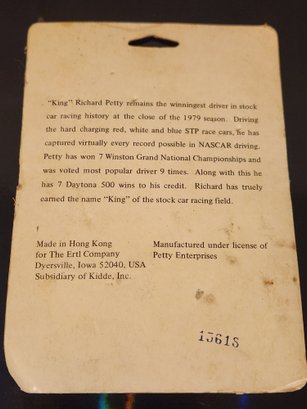 "King" Richard Petty remains the winningest driver in stock
car racing history at the close of the 1979 season. Driving
the hard charging red, white and blue STP race cars, he has
captured virtually every record possible in NASCAR driving.
Petty has won 7 Winston Grand National Championships and
was voted most popular driver 9 times. Along with this he
has 7 Daytona 500 wins to his credit. Richard has truely
earned the name "King" of the stock car racing field.
Made in Hong Kong
for The Ertl Company
Dyersville, Iowa 52040, USA
Subsidiary of Kidde, Inc.
Manufactured under license of
Petty Enterprises
1361S